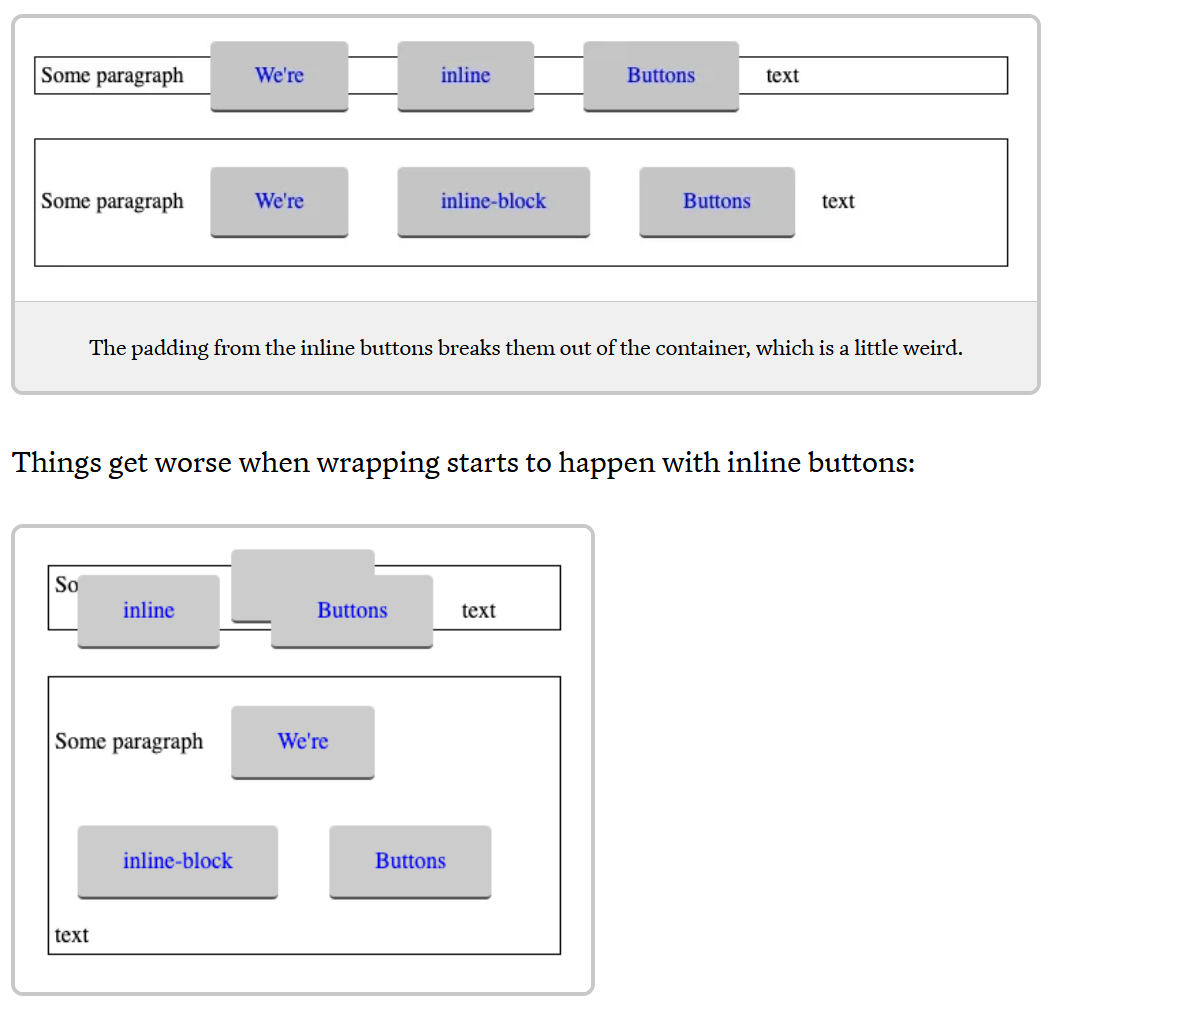 Some paragraph We're inline Buttons text
Some paragraph We're inline-block Buttons text
The padding from the inline buttons breaks them out of the container, which is a little weird.
Things get worse when wrapping starts to happen with inline buttons:
So
inline Buttons text
Some paragraph We're
inline-block Buttons
text